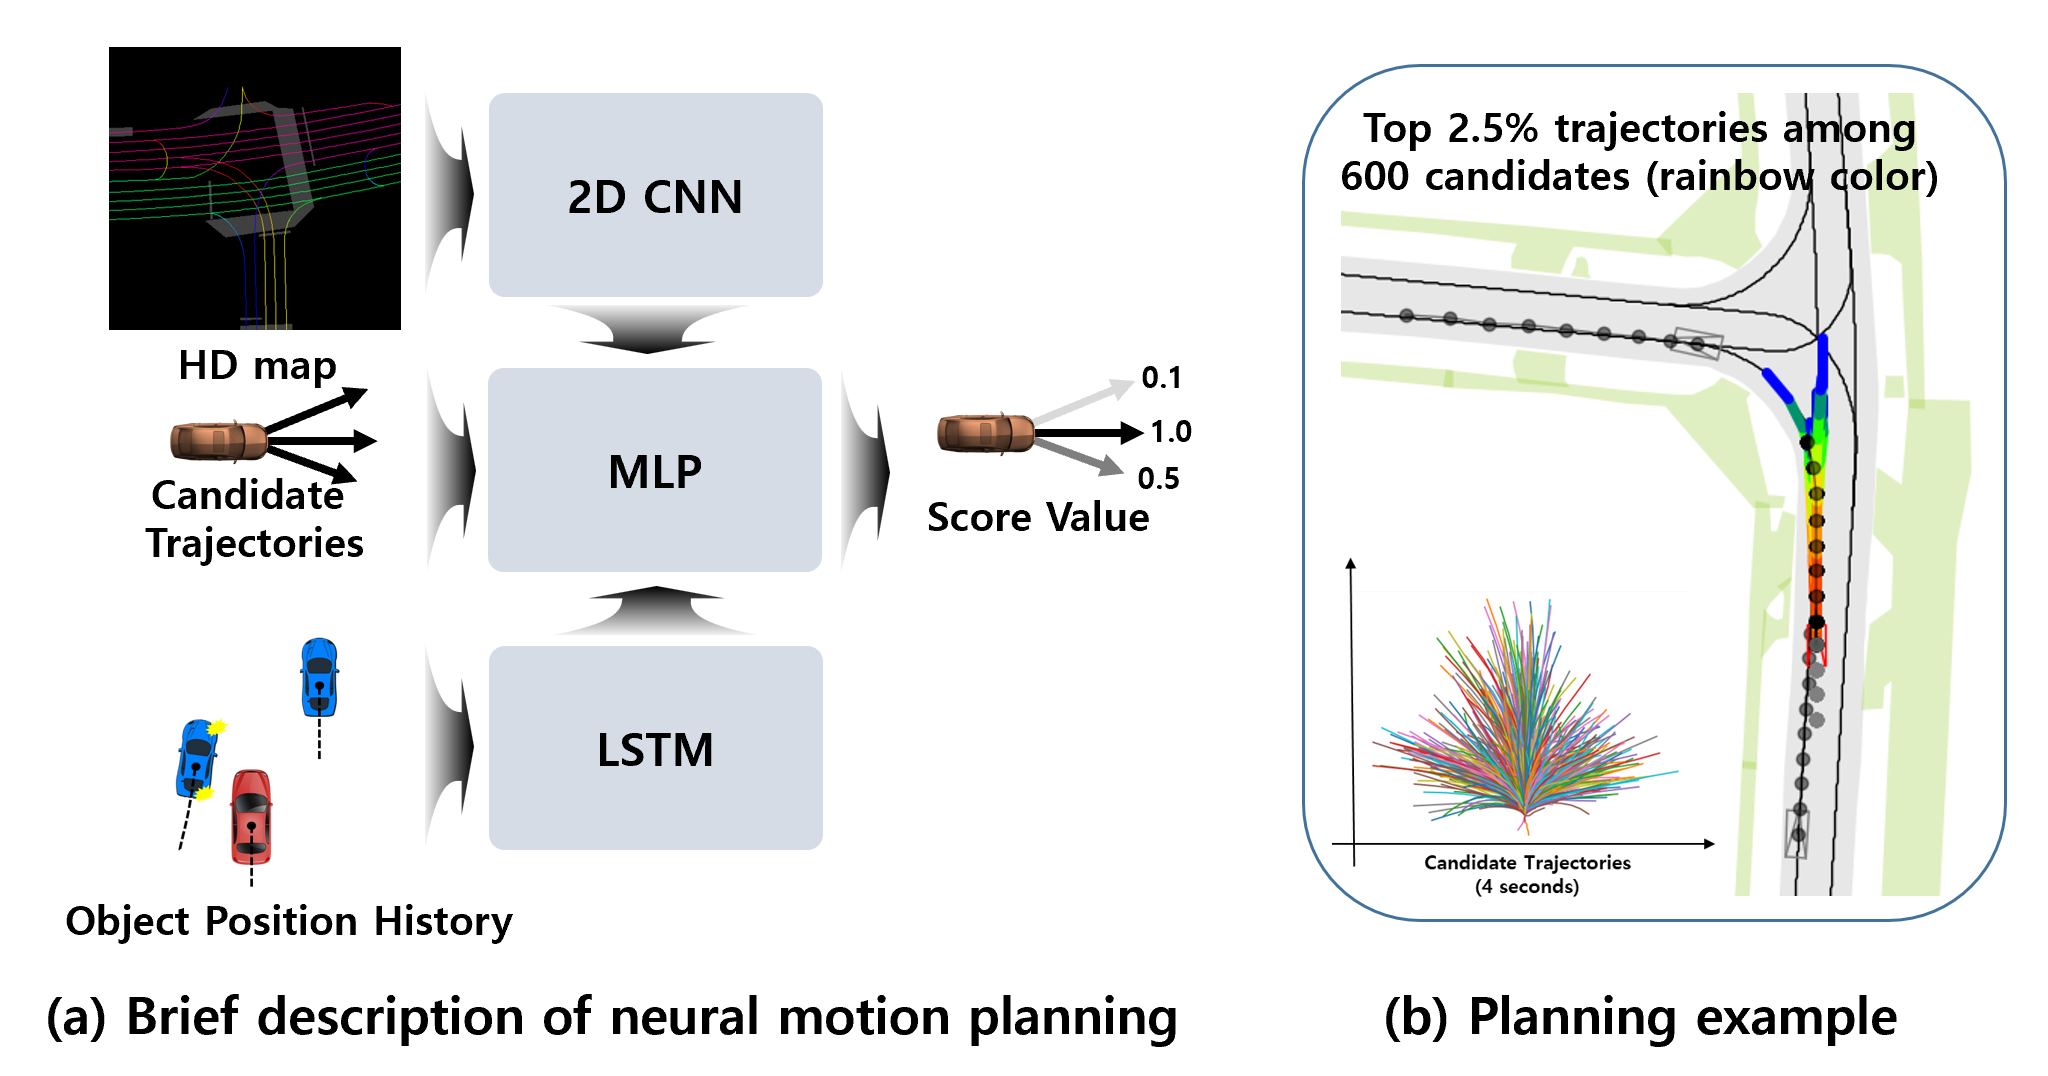 HD map
Candidate
Trajectories
Object Position History
2D CNN
MLP
LSTM
0.1
1.0
0.5
Score Value
(a) Brief description of neural motion planning
Top 2.5% trajectories among
600 candidates (rainbow color)
Candidate Trajectories
(4 seconds)
(b) Planning example